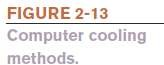 FIGURE 2-13
Computer cooling
methods.